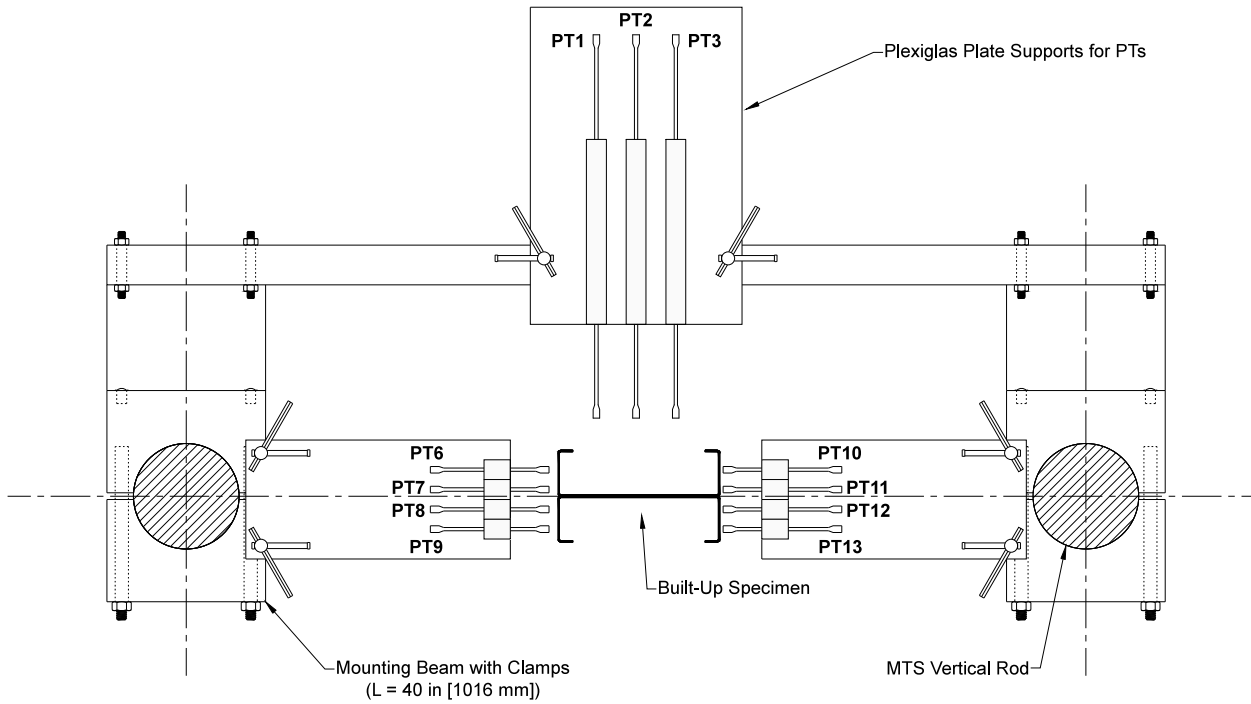 PT2
PT1
PT3
Plexiglas Plate Supports for PTs
PT6
PT10
PT7
PT11
PT8
PT12
PT9
PT13
Built-Up Specimen
Mounting Beam with Clamps
(L = 40 in [1016 mm])
MTS Vertical Rod